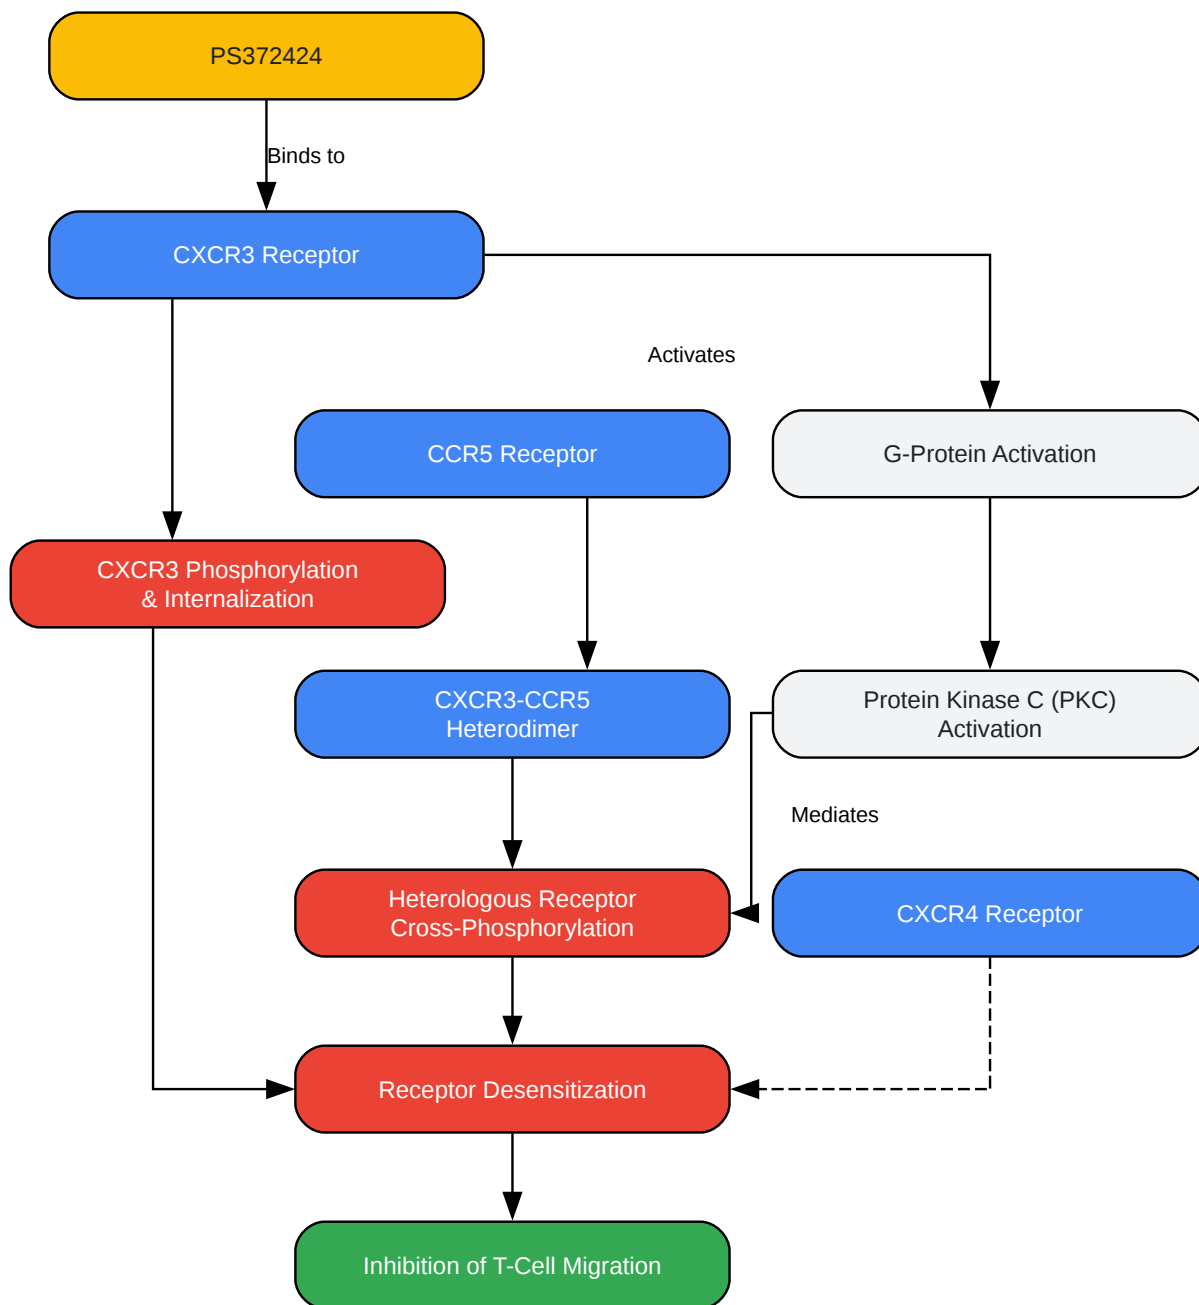 PS372424
Binds to
CXCR3 Receptor
Activates
CCR5 Receptor
G-Protein Activation
CXCR3 Phosphorylation
& Internalization
CXCR3-CCR5
Heterodimer
Protein Kinase C (PKC)
Activation
Mediates
Heterologous Receptor
Cross-Phosphorylation
CXCR4 Receptor
Receptor Desensitization
Inhibition of T-Cell Migration